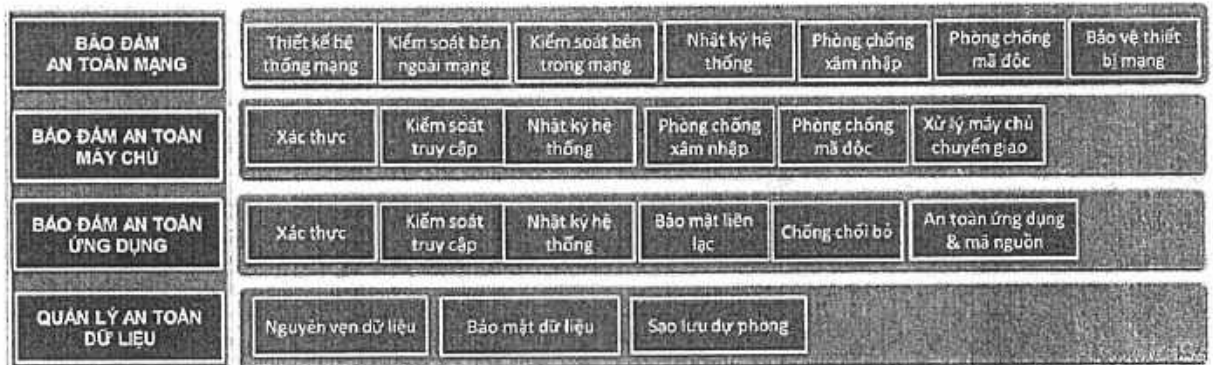 BẢO ĐẢM
AN TOÀN MẠNG
Thiết kế hệ
thống mạng
Kiểm soát bên
ngoài mạng
Kiểm soát bên
trong mạng
Nhật ký hệ
thống
Phòng chống
xâm nhập
Phòng chống
mã độc
Bảo vệ thiết
bị mạng
BẢO ĐẢM AN TOÀN
MÁY CHỦ
Xác thực
Kiểm soát
truy cập
Nhật ký hệ
thống
Phòng chống
xâm nhập
Phòng chống
mã độc
Xử lý máy chủ
chuyển giao
BẢO ĐẢM AN TOÀN
ỨNG DỤNG
Xác thực
Kiểm soát
truy cập
Nhật ký hệ
thống
Bảo mật liên
lạc
Chống chối bỏ
An toàn ứng dụng
& mã nguồn
QUẢN LÝ AN TOÀN
DỮ LIỆU
Nguyên vẹn dữ liệu
Bảo mật dữ liệu
Sao lưu dự phòng